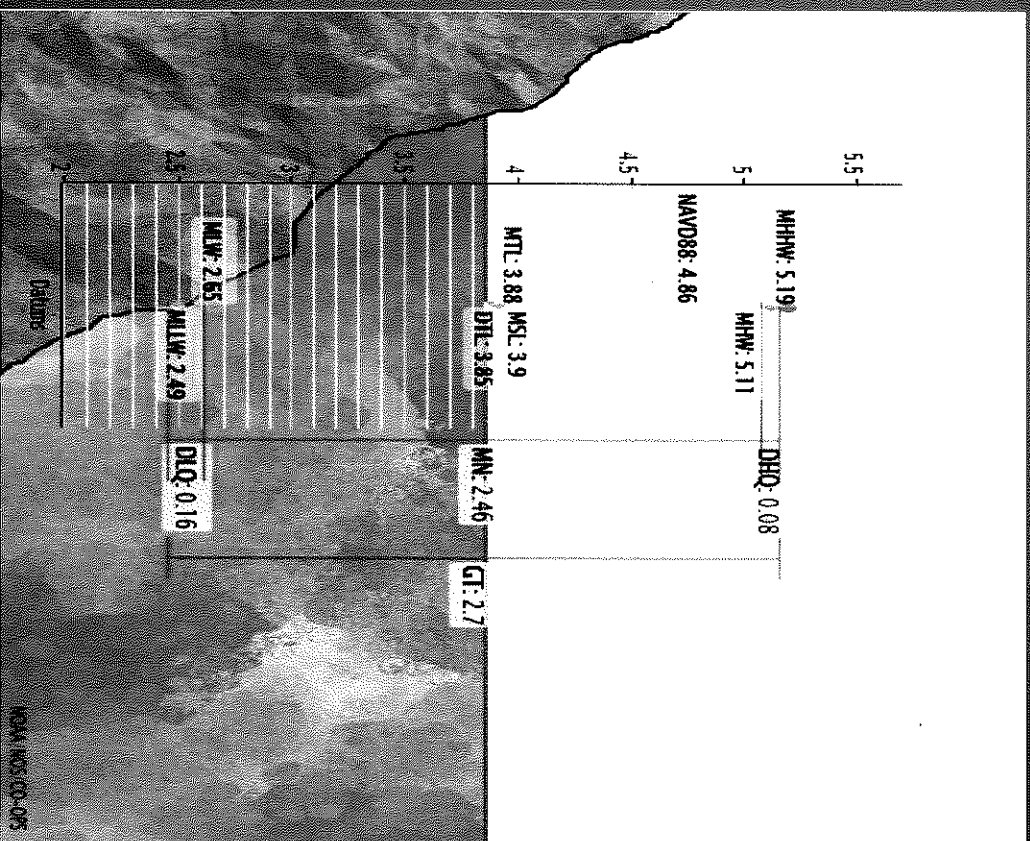 5.5
5
4.5
4
3.5
3
2.5
2
MHHW: 5.19
MHW: 5.11
DHQ: 0.08
NAVD88: 4.86
MTL: 3.88
MSL: 3.9
DTL: 3.85
MN: 2.46
GT: 2.7
MLW: 2.65
MLLW: 2.49
DLQ: 0.16
Datums
NOAA/NOS/CO-OPS